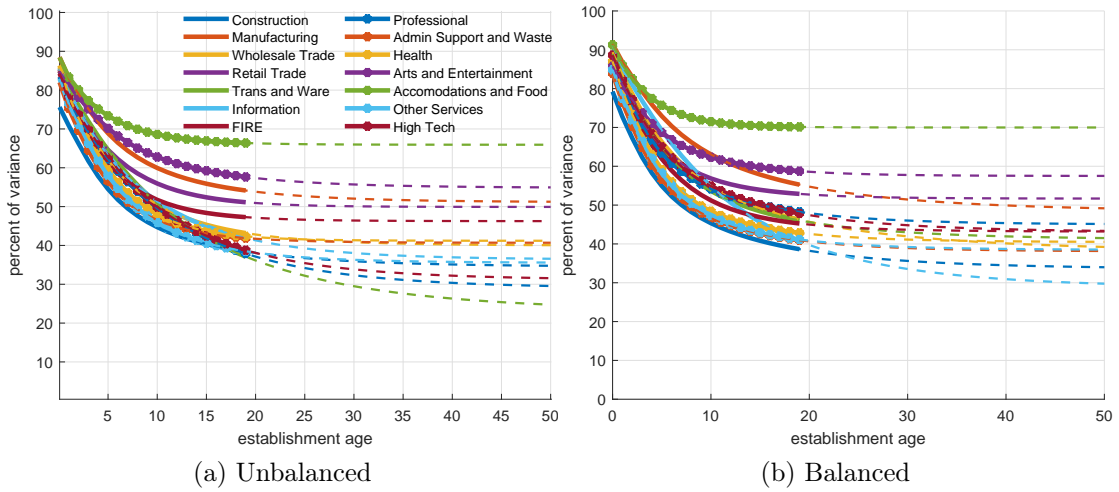 100
90
80
70
60
50
40
30
20
10
percent of variance
Construction
Manufacturing
Wholesale Trade
Retail Trade
Trans and Ware
Information
FIRE
Professional
Admin Support and Waste
Health
Arts and Entertainment
Accomodations and Food
Other Services
High Tech
5 10 15 20 25 30 35 40 45 50
establishment age
(a) Unbalanced
100
90
80
70
60
50
40
30
20
10
0
percent of variance
0 10 20 30 40 50
establishment age
(b) Balanced